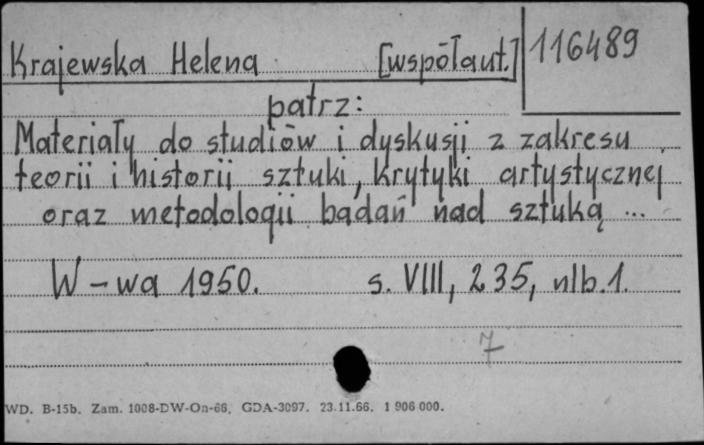 Krajewska Helena [współaut.] 116489
patrz:
Materiały do studiów i dyskusji z zakresu
teorii i historii sztuki, krytyki artystycznej
oraz metodologii badań nad sztuką ...
W-wa 1950. s. VIII, 235, nlb. 1.
7
WD. B-15b. Zam. 1008-DW-On-66, GDA-3097. 23.11.66. 1 906 000.